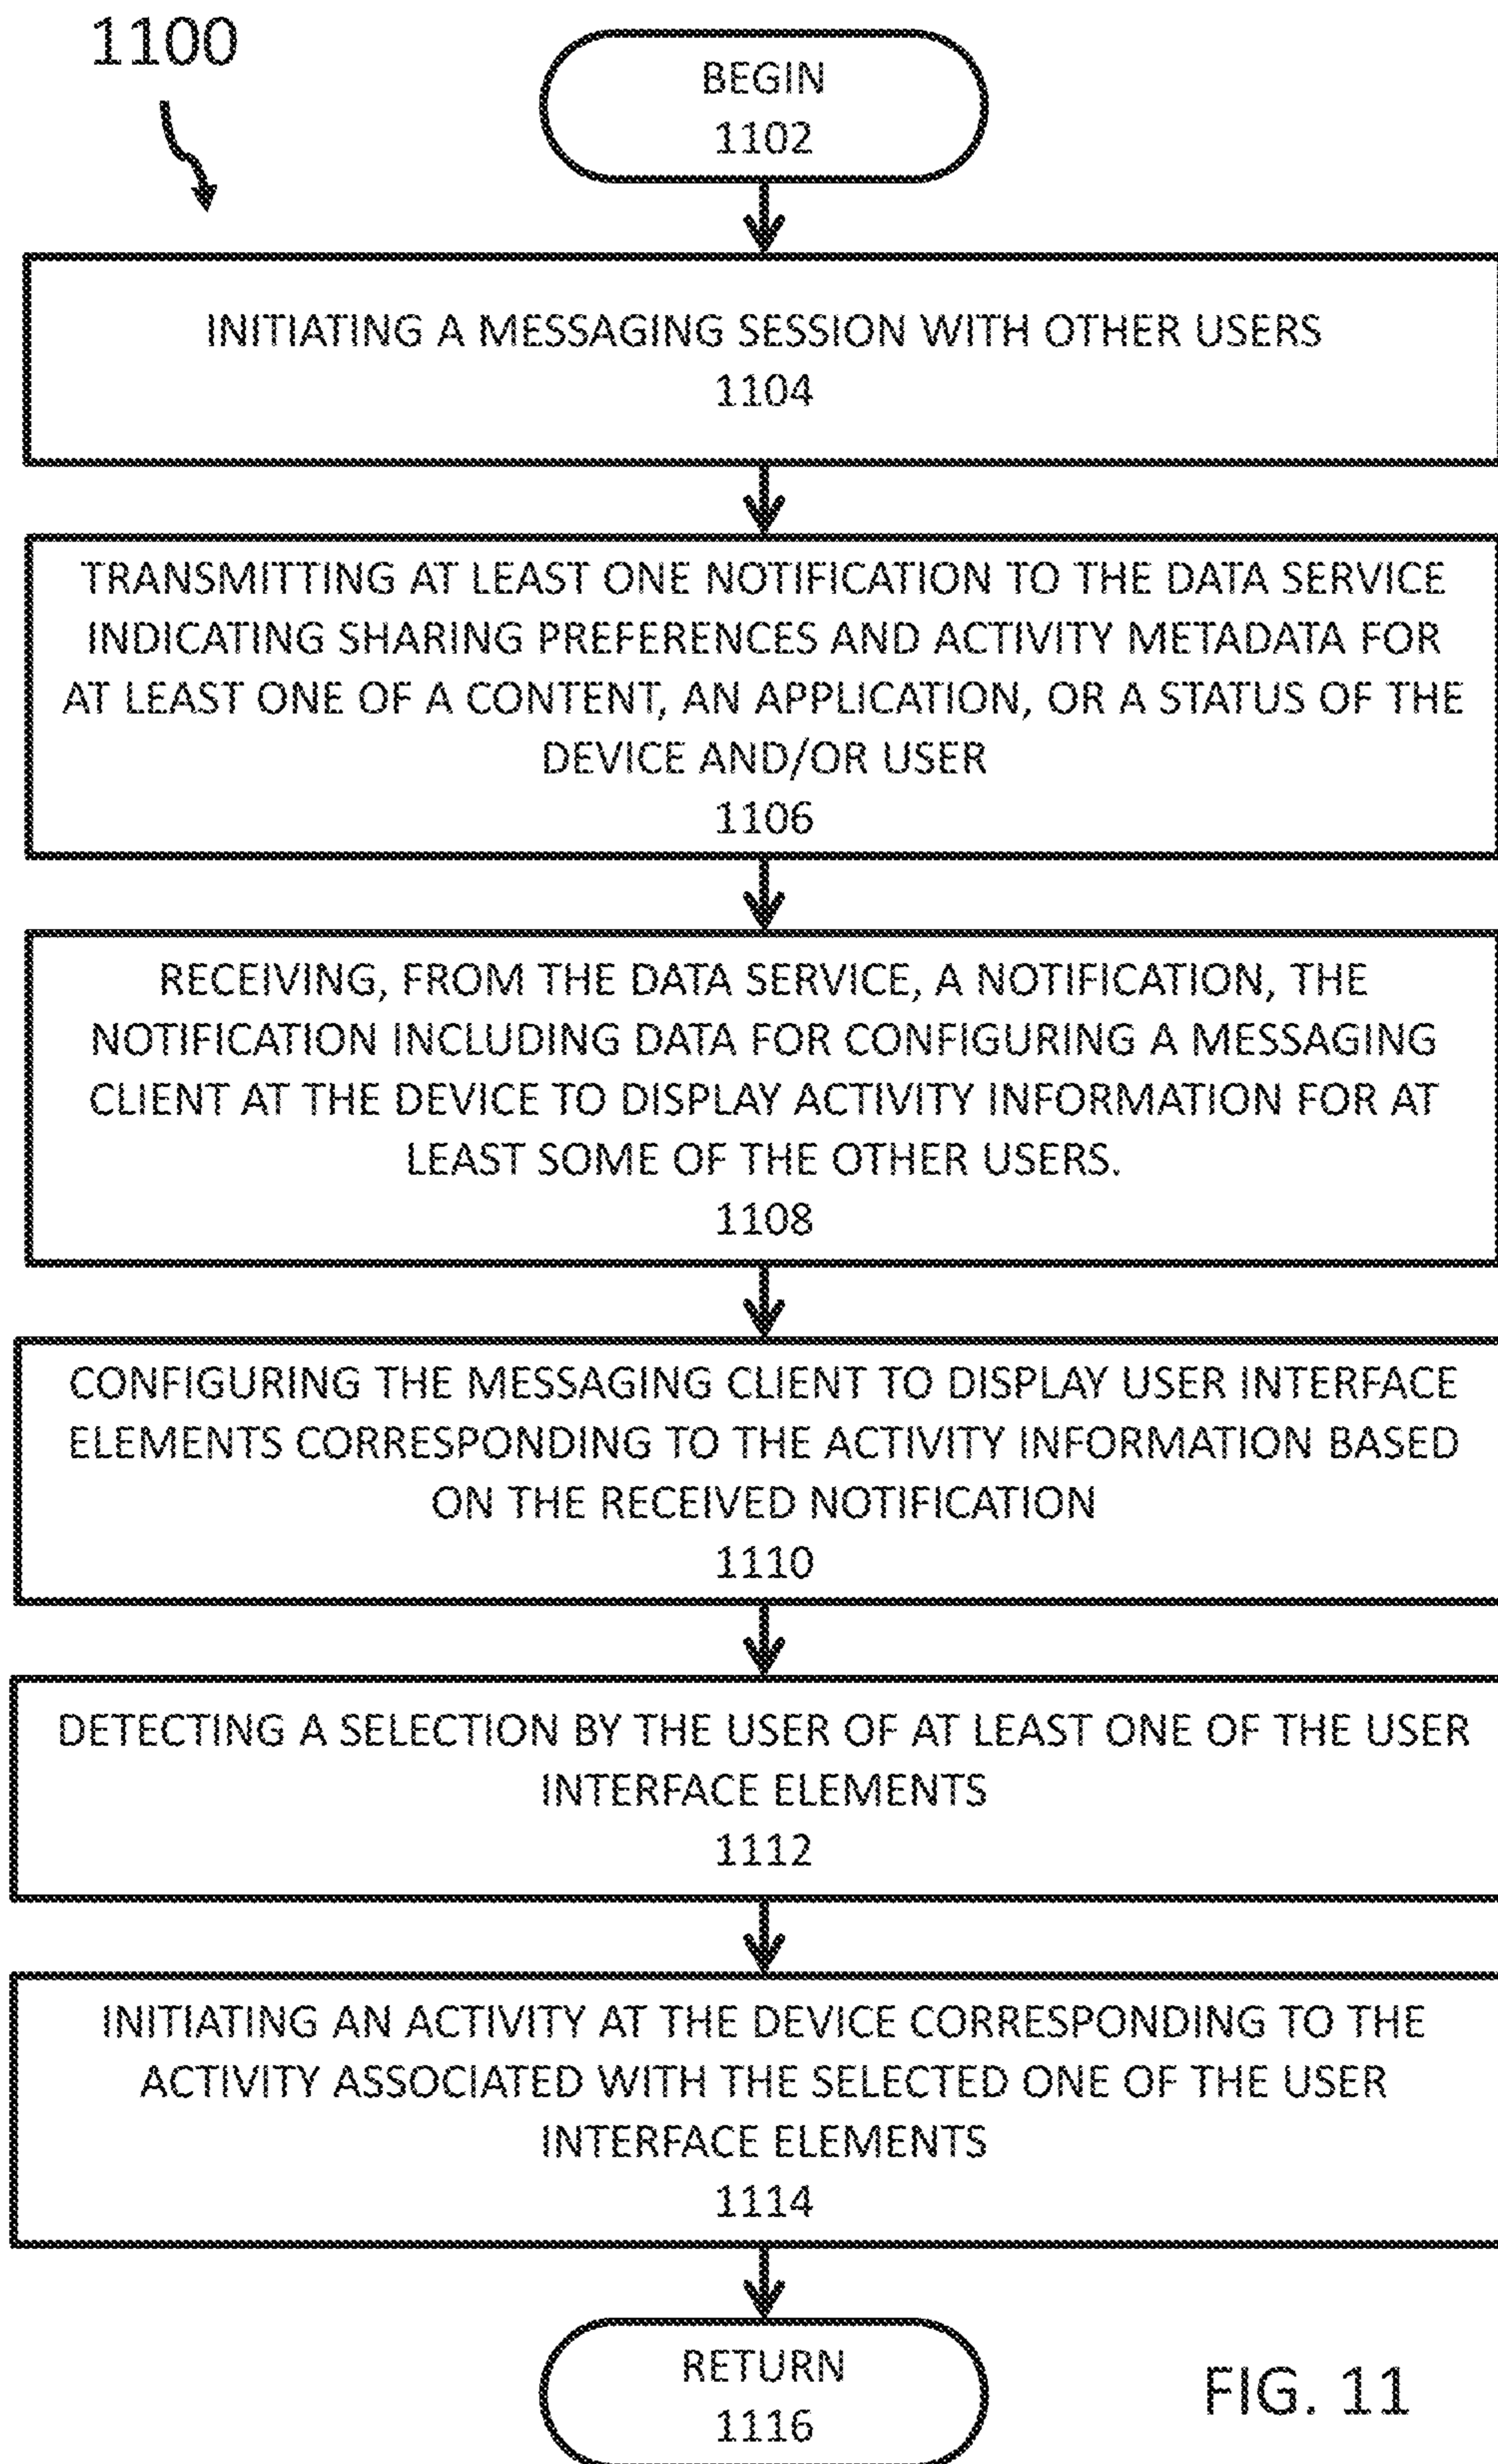 1100
BEGIN
1102
INITIATING A MESSAGING SESSION WITH OTHER USERS
1104
TRANSMITTING AT LEAST ONE NOTIFICATION TO THE DATA SERVICE
INDICATING SHARING PREFERENCES AND ACTIVITY METADATA FOR
AT LEAST ONE OF A CONTENT, AN APPLICATION, OR A STATUS OF THE
DEVICE AND/OR USER
1106
RECEIVING, FROM THE DATA SERVICE, A NOTIFICATION, THE
NOTIFICATION INCLUDING DATA FOR CONFIGURING A MESSAGING
CLIENT AT THE DEVICE TO DISPLAY ACTIVITY INFORMATION FOR AT
LEAST SOME OF THE OTHER USERS.
1108
CONFIGURING THE MESSAGING CLIENT TO DISPLAY USER INTERFACE
ELEMENTS CORRESPONDING TO THE ACTIVITY INFORMATION BASED
ON THE RECEIVED NOTIFICATION
1110
DETECTING A SELECTION BY THE USER OF AT LEAST ONE OF THE USER
INTERFACE ELEMENTS
1112
INITIATING AN ACTIVITY AT THE DEVICE CORRESPONDING TO THE
ACTIVITY ASSOCIATED WITH THE SELECTED ONE OF THE USER
INTERFACE ELEMENTS
1114
RETURN
1116
FIG. 11